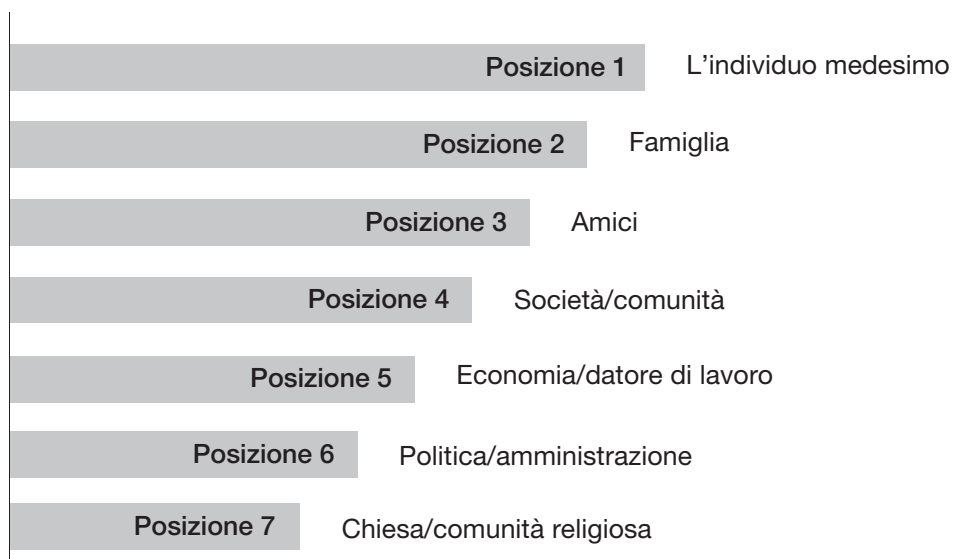 Posizione 1 L'individuo medesimo
Posizione 2 Famiglia
Posizione 3 Amici
Posizione 4 Società/comunità
Posizione 5 Economia/datore di lavoro
Posizione 6 Politica/amministrazione
Posizione 7 Chiesa/comunità religiosa